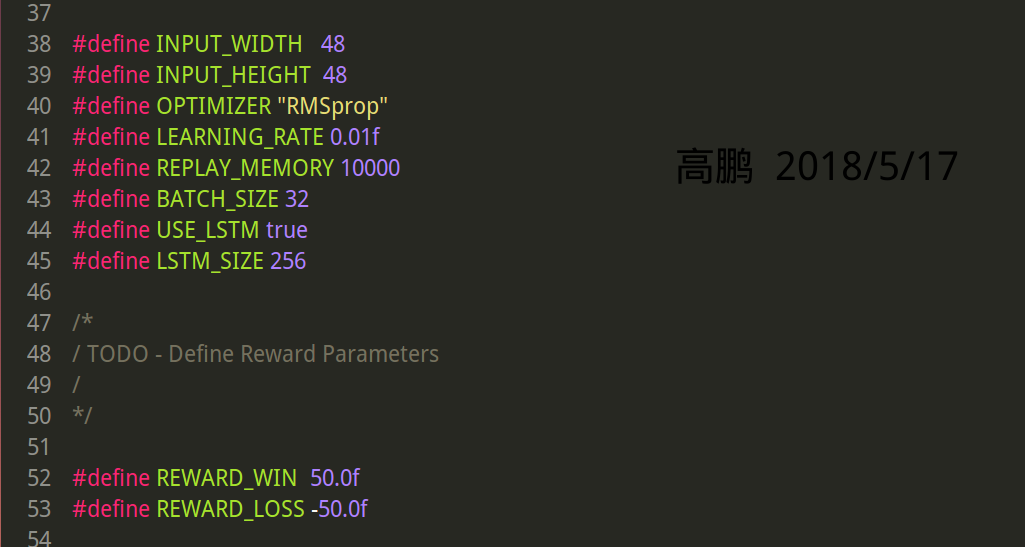 37
38 #define INPUT_WIDTH   48
39 #define INPUT_HEIGHT  48
40 #define OPTIMIZER "RMSprop"
41 #define LEARNING_RATE 0.01f
42 #define REPLAY_MEMORY 10000
高鹏  2018/5/17
43 #define BATCH_SIZE 32
44 #define USE_LSTM true
45 #define LSTM_SIZE 256
46
47 /*
48 / TODO - Define Reward Parameters
49 /
50 */
51
52 #define REWARD_WIN  50.0f
53 #define REWARD_LOSS -50.0f
54